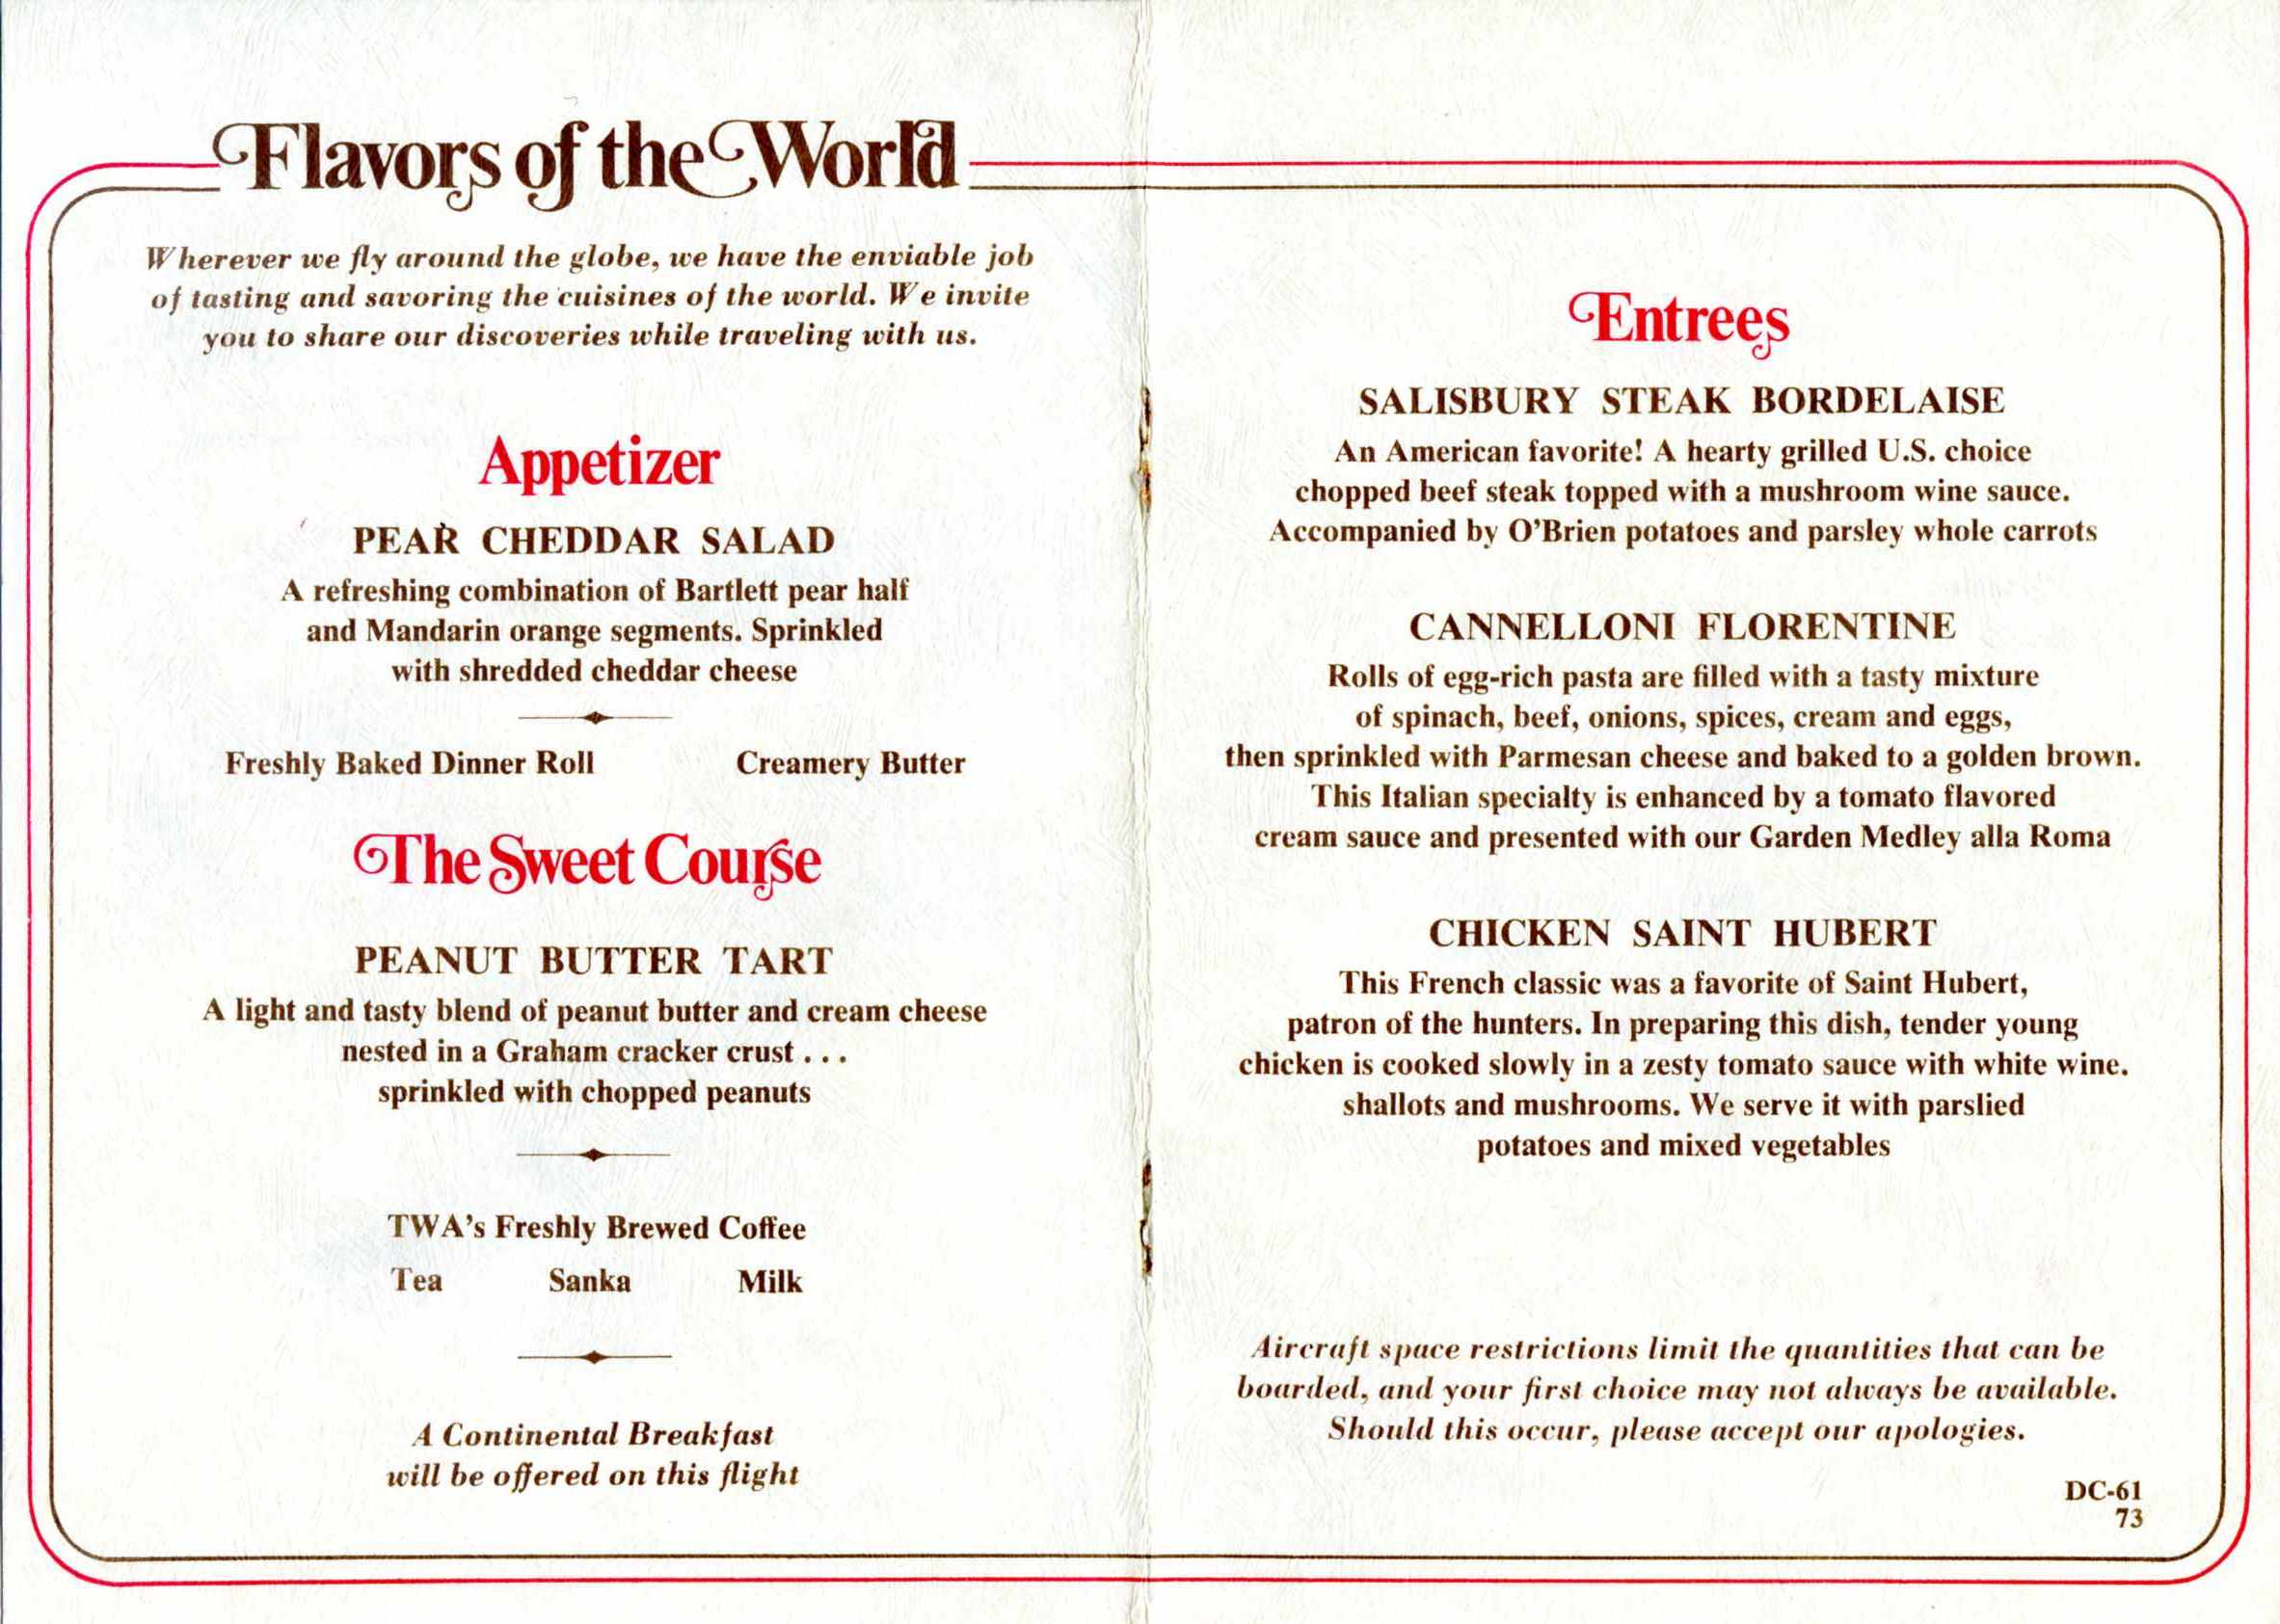 Flavors of the World
Wherever we fly around the globe, we have the enviable job
of tasting and savoring the cuisines of the world. We invite
you to share our discoveries while traveling with us.
Appetizer
PEAR CHEDDAR SALAD
A refreshing combination of Bartlett pear half
and Mandarin orange segments. Sprinkled
with shredded cheddar cheese
Freshly Baked Dinner Roll Creamery Butter
The Sweet Course
PEANUT BUTTER TART
A light and tasty blend of peanut butter and cream cheese
nested in a Graham cracker crust . . .
sprinkled with chopped peanuts
TWA's Freshly Brewed Coffee
Tea Sanka Milk
A Continental Breakfast
will be offered on this flight
Entrees
SALISBURY STEAK BORDELAISE
An American favorite! A hearty grilled U.S. choice
chopped beef steak topped with a mushroom wine sauce.
Accompanied by O'Brien potatoes and parsley whole carrots
CANNELLONI FLORENTINE
Rolls of egg-rich pasta are filled with a tasty mixture
of spinach, beef, onions, spices, cream and eggs,
then sprinkled with Parmesan cheese and baked to a golden brown.
This Italian specialty is enhanced by a tomato flavored
cream sauce and presented with our Garden Medley alla Roma
CHICKEN SAINT HUBERT
This French classic was a favorite of Saint Hubert,
patron of the hunters. In preparing this dish, tender young
chicken is cooked slowly in a zesty tomato sauce with white wine.
shallots and mushrooms. We serve it with parslied
potatoes and mixed vegetables
Aircraft space restrictions limit the quantities that can be
boarded, and your first choice may not always be available.
Should this occur, please accept our apologies.
DC-61
73